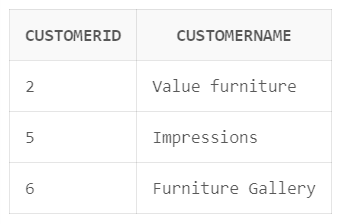 CUSTOMERID CUSTOMERNAME
2 Value furniture
5 Impressions
6 Furniture Gallery